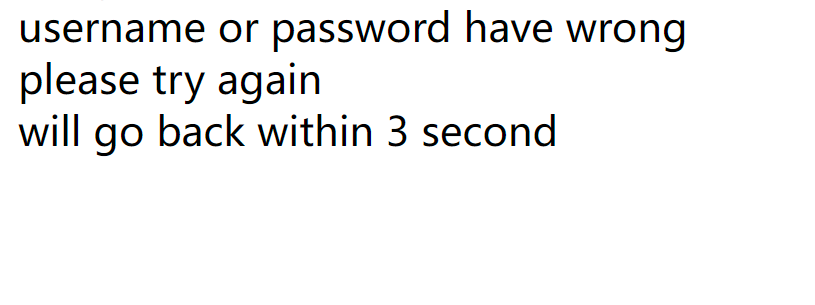 username or password have wrong
please try again
will go back within 3 second